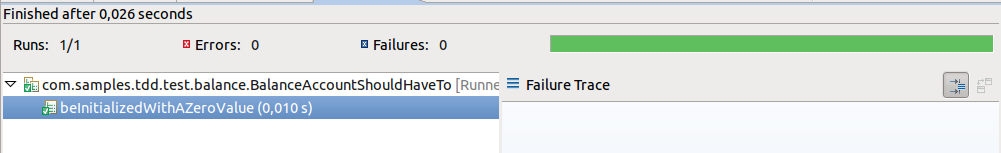 Finished after 0,026 seconds
Runs: 1/1 Errors: 0 Failures: 0
com.samples.tdd.test.balance.BalanceAccountShouldHaveTo [Runne
Failure Trace
beInitializedWithAZeroValue (0,010 s)